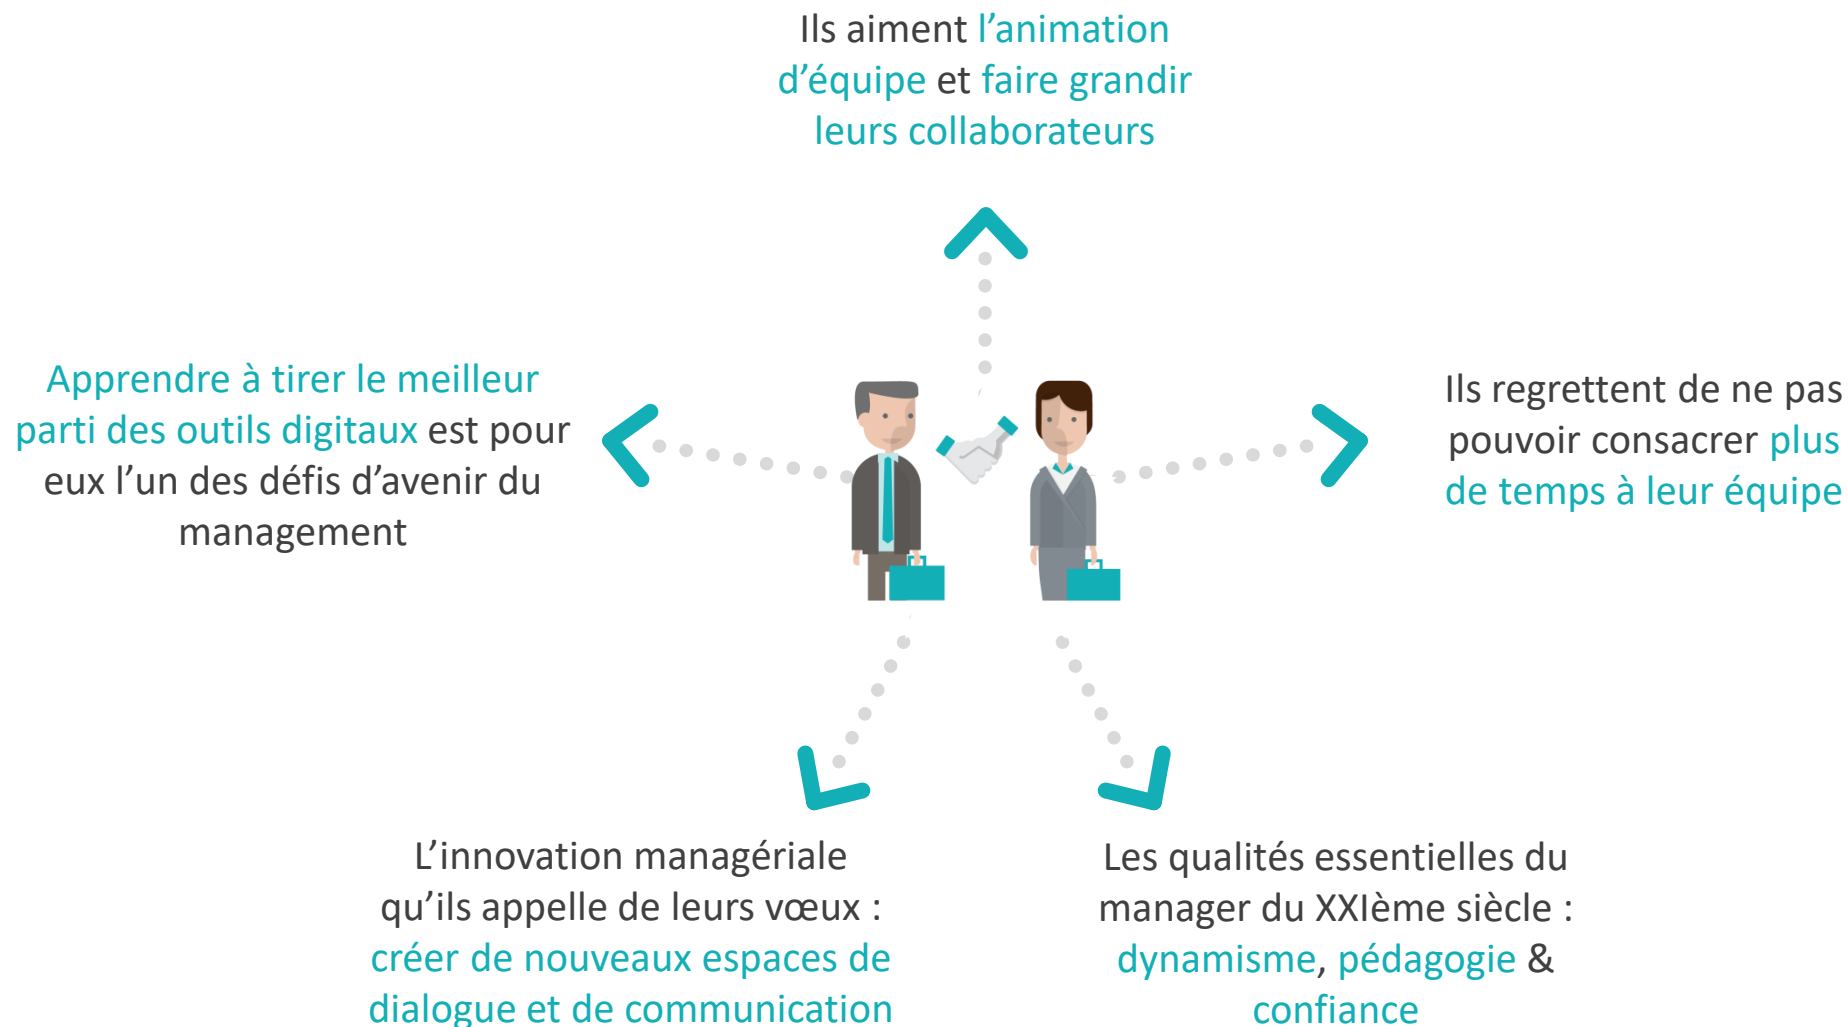 Ils aiment l’animation
d’équipe et faire grandir
leurs collaborateurs
Apprendre à tirer le meilleur
parti des outils digitaux est pour
eux l’un des défis d’avenir du
management
Ils regrettent de ne pas
pouvoir consacrer plus
de temps à leur équipe
L’innovation managériale
qu’ils appelle de leurs vœux :
créer de nouveaux espaces de
dialogue et de communication
Les qualités essentielles du
manager du XXIème siècle :
dynamisme, pédagogie &
confiance